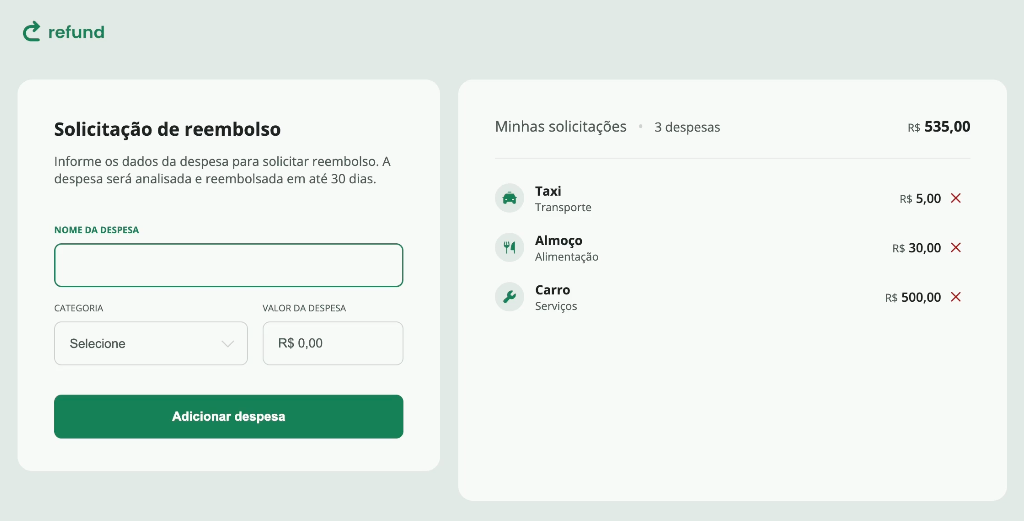 refund
Solicitação de reembolso
Informe os dados da despesa para solicitar reembolso. A
despesa será analisada e reembolsada em até 30 dias.
NOME DA DESPESA
CATEGORIA
VALOR DA DESPESA
Selecione
R$ 0,00
Adicionar despesa
Minhas solicitações • 3 despesas
R$ 535,00
Taxi
Transporte
R$ 5,00
Almoço
Alimentação
R$ 30,00
Carro
Serviços
R$ 500,00